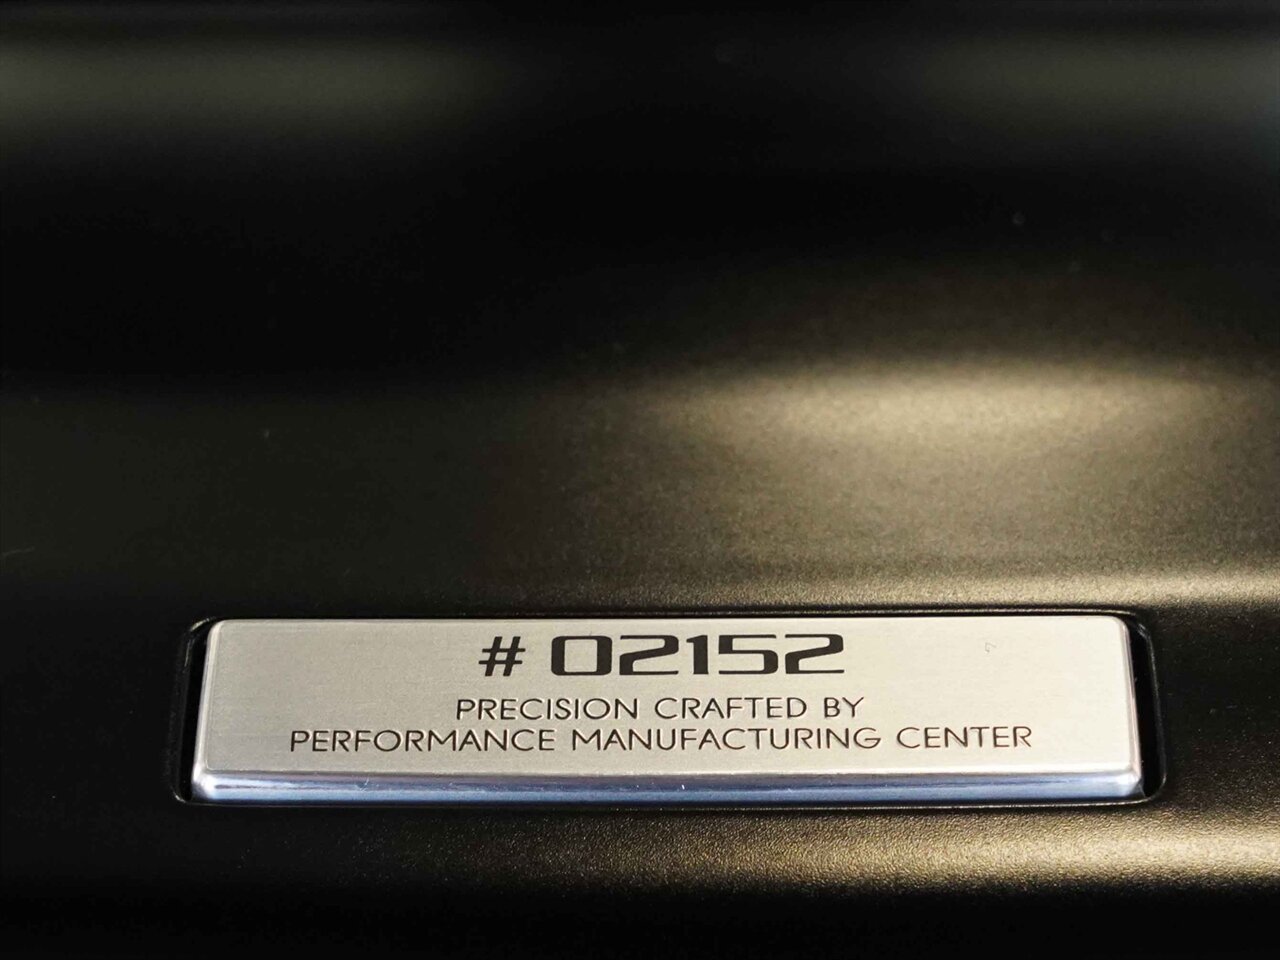 # 02152
PRECISION CRAFTED BY
PERFORMANCE MANUFACTURING CENTER